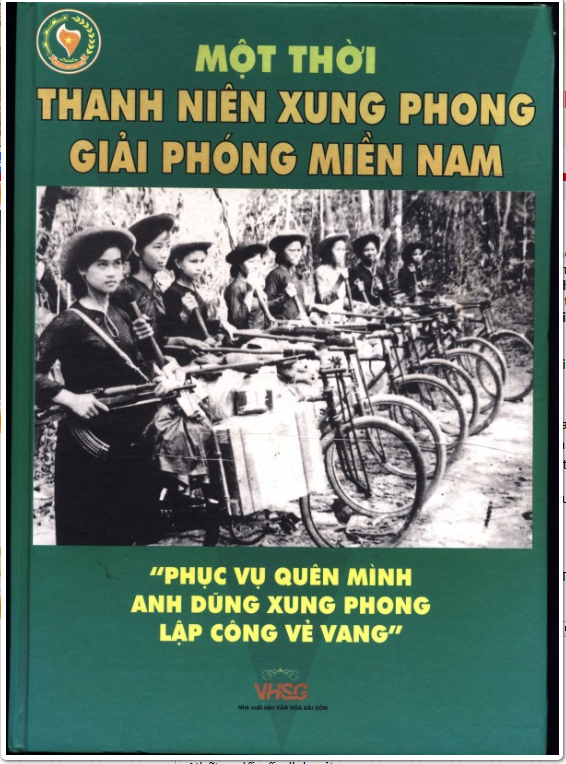 MỘT THỜI
THANH NIÊN XUNG PHONG
GIẢI PHÓNG MIỀN NAM
“PHỤC VỤ QUÊN MÌNH
ANH DŨNG XUNG PHONG
LẬP CÔNG VẺ VANG”
VHSG
Nhà xuất bản VĂN HÓA SÀI GÒN